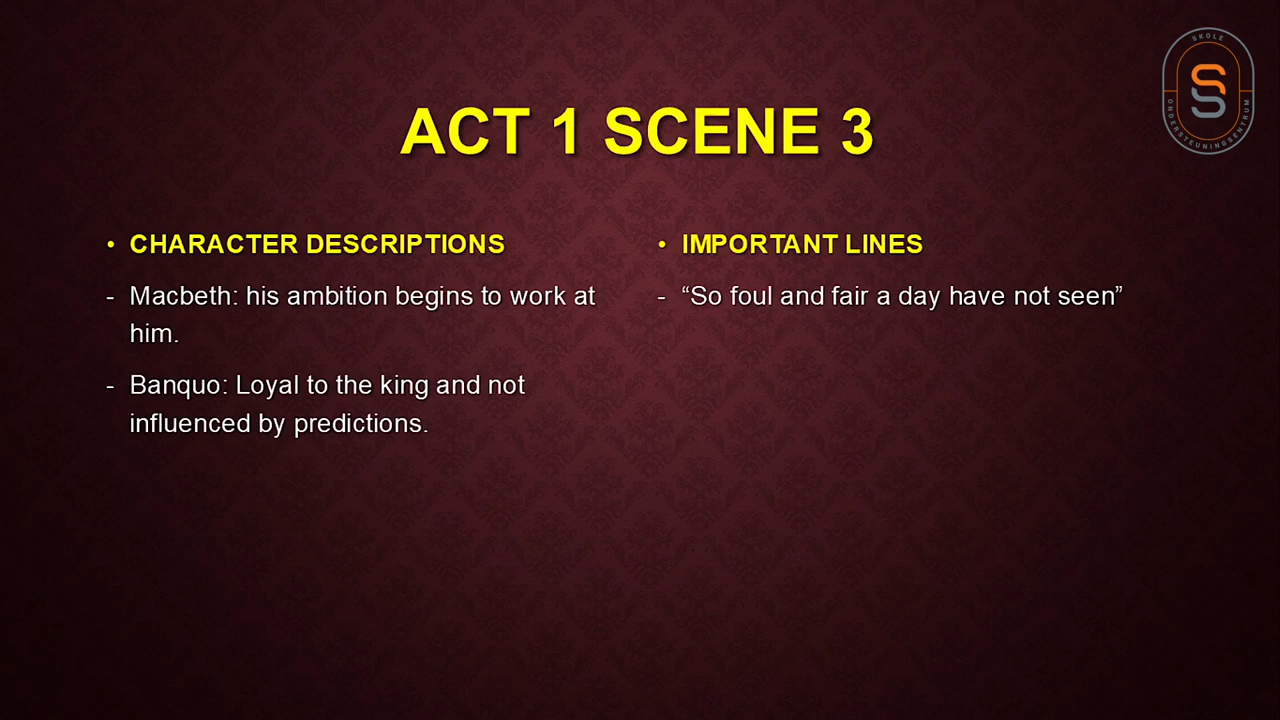 SKOLE
ONDERSTEUNINGSENTRUM
ACT 1 SCENE 3
• CHARACTER DESCRIPTIONS
- Macbeth: his ambition begins to work at
him.
- Banquo: Loyal to the king and not
influenced by predictions.
• IMPORTANT LINES
- “So foul and fair a day have not seen”